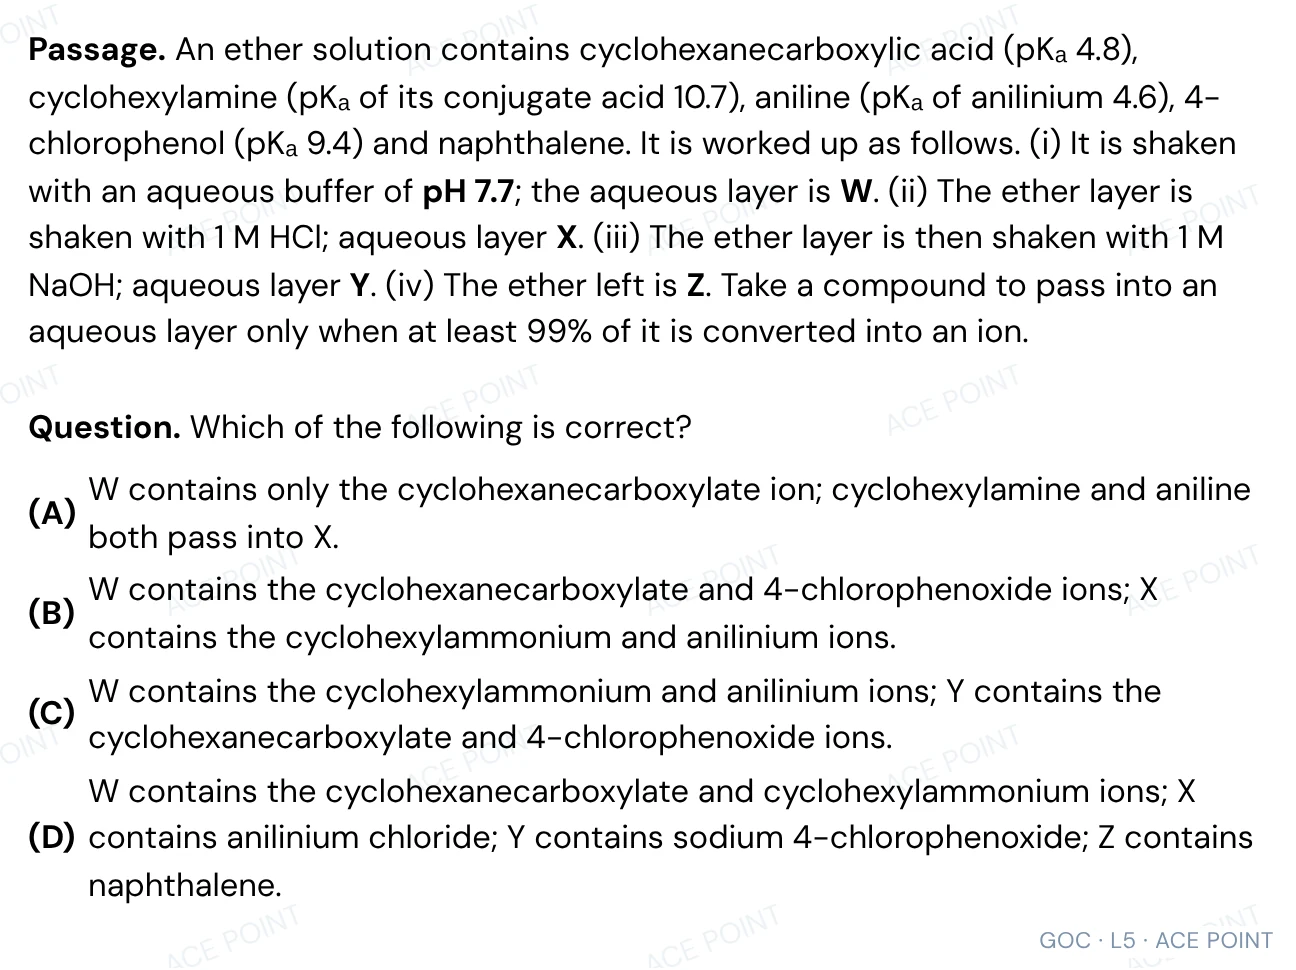 Passage. An ether solution contains cyclohexanecarboxylic acid (pKₐ 4.8),
cyclohexylamine (pKₐ of its conjugate acid 10.7), aniline (pKₐ of anilinium 4.6), 4-
chlorophenol (pKₐ 9.4) and naphthalene. It is worked up as follows. (i) It is shaken
with an aqueous buffer of pH 7.7; the aqueous layer is W. (ii) The ether layer is
shaken with 1 M HCl; aqueous layer X. (iii) The ether layer is then shaken with 1 M
NaOH; aqueous layer Y. (iv) The ether left is Z. Take a compound to pass into an
aqueous layer only when at least 99% of it is converted into an ion.
Question. Which of the following is correct?
(A) W contains only the cyclohexanecarboxylate ion; cyclohexylamine and aniline
both pass into X.
(B) W contains the cyclohexanecarboxylate and 4-chlorophenoxide ions; X
contains the cyclohexylammonium and anilinium ions.
(C) W contains the cyclohexylammonium and anilinium ions; Y contains the
cyclohexanecarboxylate and 4-chlorophenoxide ions.
W contains the cyclohexanecarboxylate and cyclohexylammonium ions; X
(D) contains anilinium chloride; Y contains sodium 4-chlorophenoxide; Z contains
naphthalene.
GOC · L5 · ACE POINT